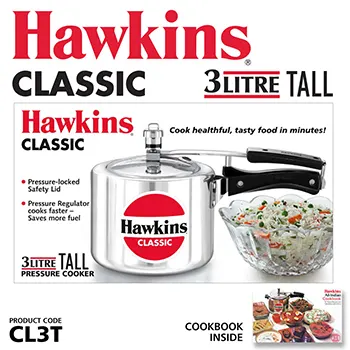 Hawkins®
CLASSIC 3 LITRE TALL
Hawkins®
CLASSIC
Cook healthful, tasty food in minutes!
• Pressure-locked
Safety Lid
• Pressure Regulator
cooks faster –
Saves more fuel
Hawkins
CLASSIC
3 LITRE TALL
PRESSURE COOKER
PRODUCT CODE
CL3T
COOKBOOK
INSIDE
Hawkins